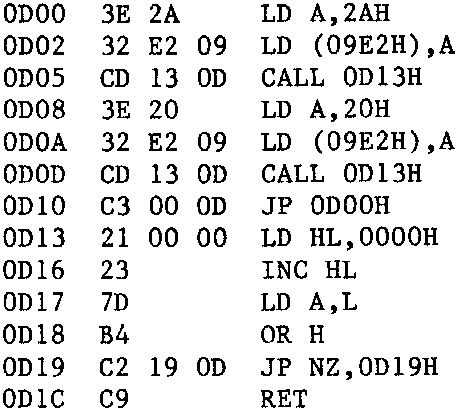 0D00 3E 2A LD A,2AH
0D02 32 E2 09 LD (09E2H),A
0D05 CD 13 0D CALL 0D13H
0D08 3E 20 LD A,20H
0D0A 32 E2 09 LD (09E2H),A
0D0D CD 13 0D CALL 0D13H
0D10 C3 00 0D JP 0D00H
0D13 21 00 00 LD HL,0000H
0D16 23 INC HL
0D17 7D LD A,L
0D18 B4 OR H
0D19 C2 19 0D JP NZ,0D19H
0D1C C9 RET